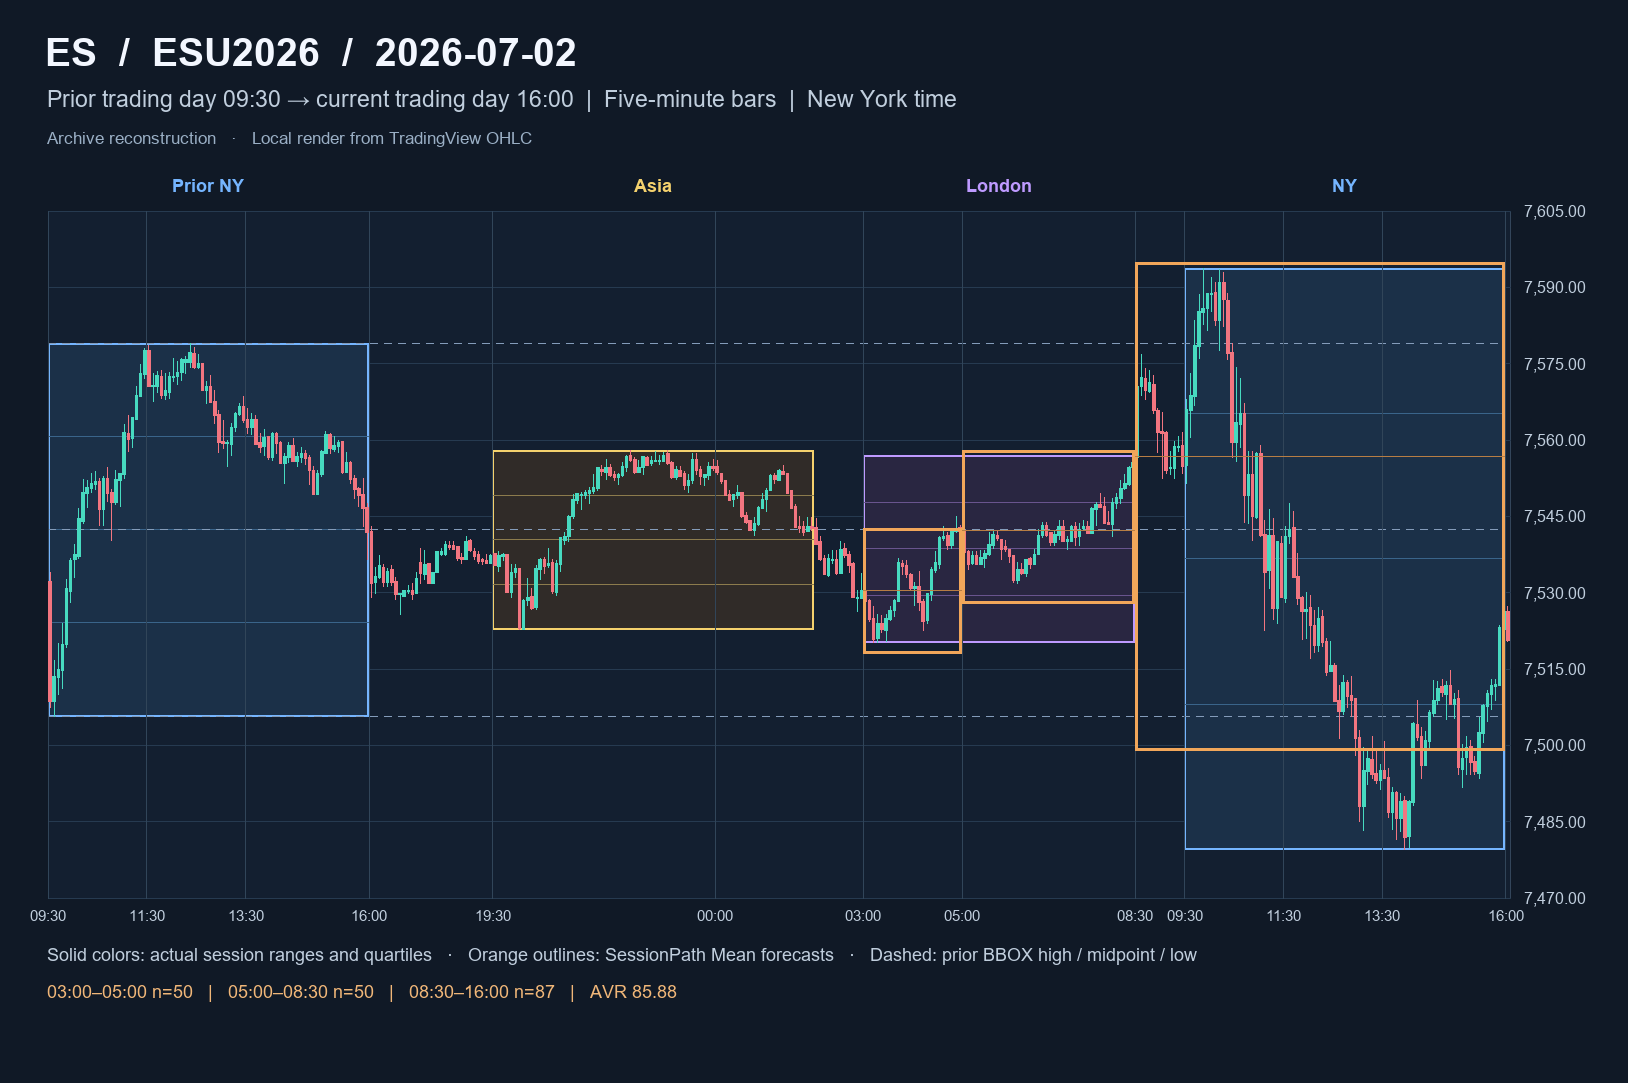 ES / ESU2026 / 2026-07-02
Prior trading day 09:30 → current trading day 16:00 | Five-minute bars | New York time
Archive reconstruction · Local render from TradingView OHLC
Prior NY
Asia
London
NY
7,605.00
7,590.00
7,575.00
7,560.00
7,545.00
7,530.00
7,515.00
7,500.00
7,485.00
7,470.00
09:30 11:30 13:30 16:00 19:30 00:00 03:00 05:00 08:30 09:30 11:30 13:30 16:00
Solid colors: actual session ranges and quartiles · Orange outlines: SessionPath Mean forecasts · Dashed: prior BBOX high / midpoint / low
03:00–05:00 n=50 | 05:00–08:30 n=50 | 08:30–16:00 n=87 | AVR 85.88